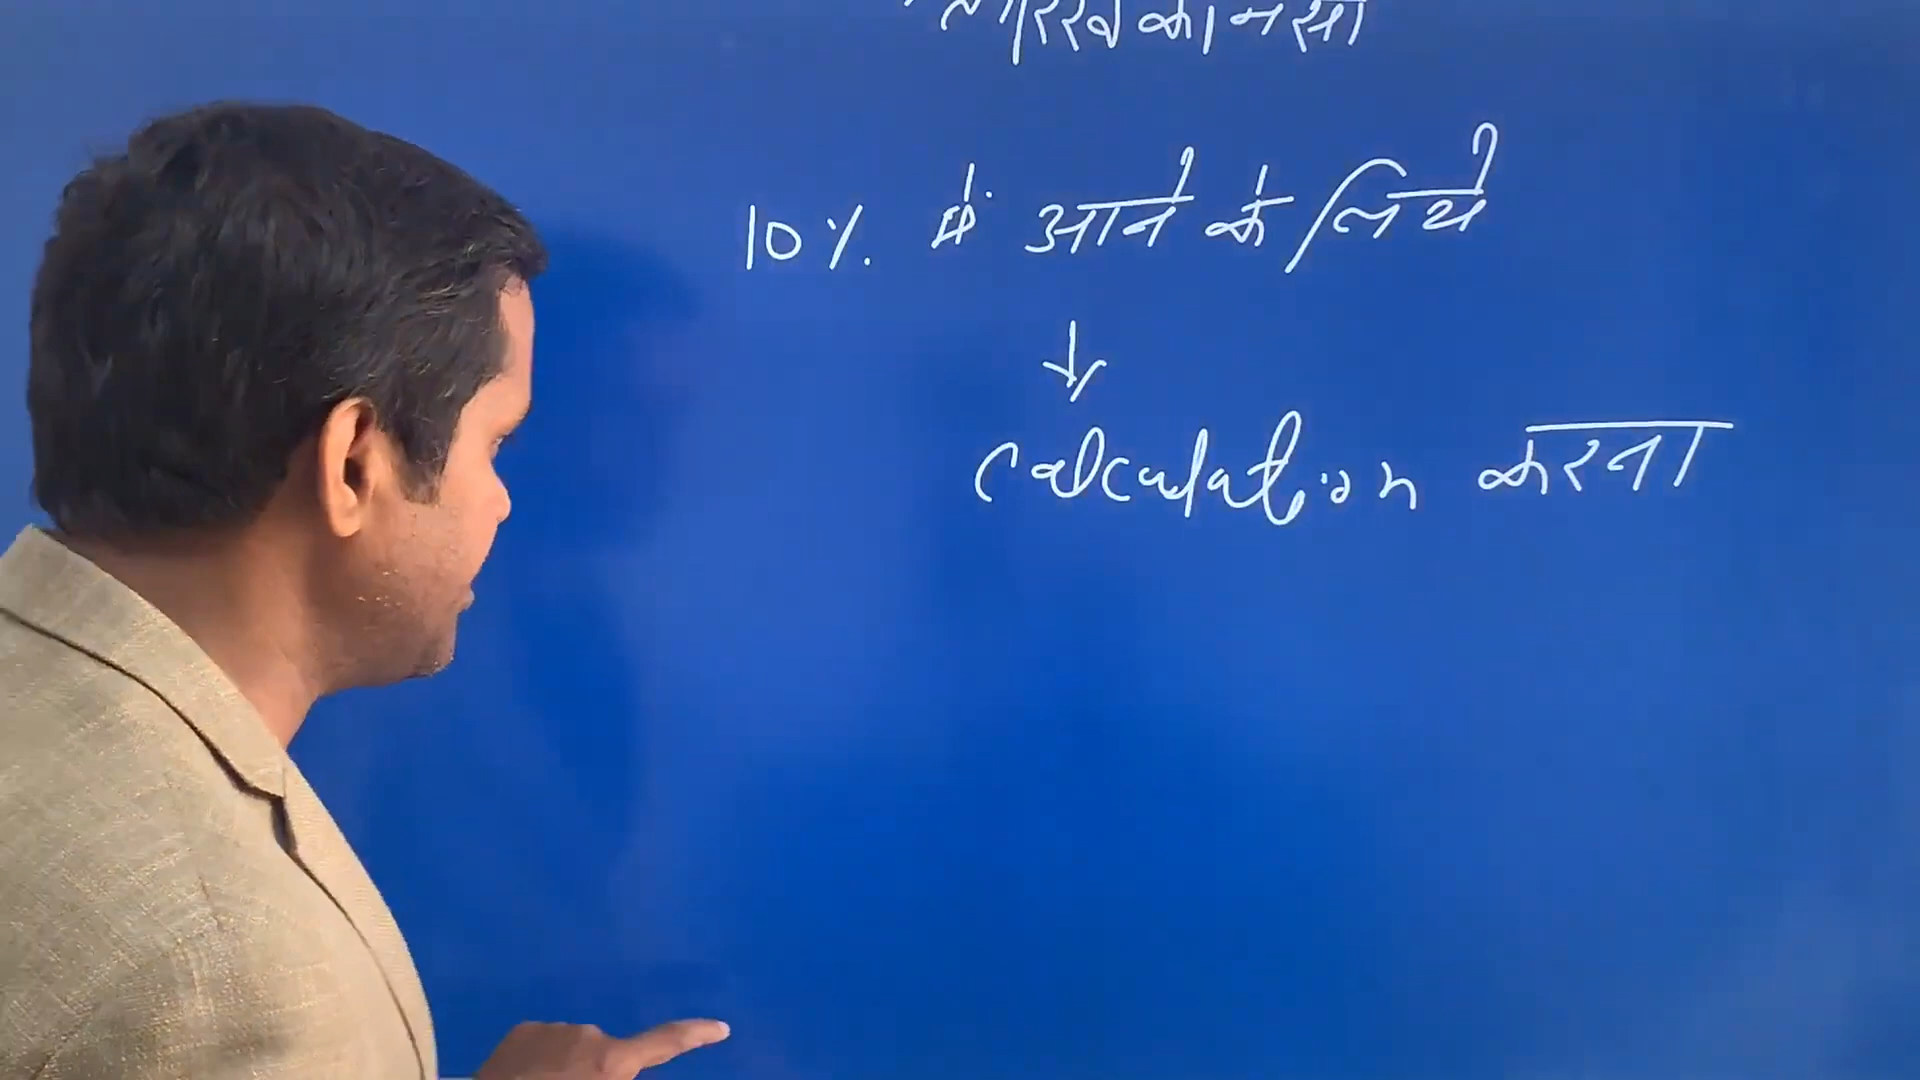 10% में आने के लिये
↓
calculation करना